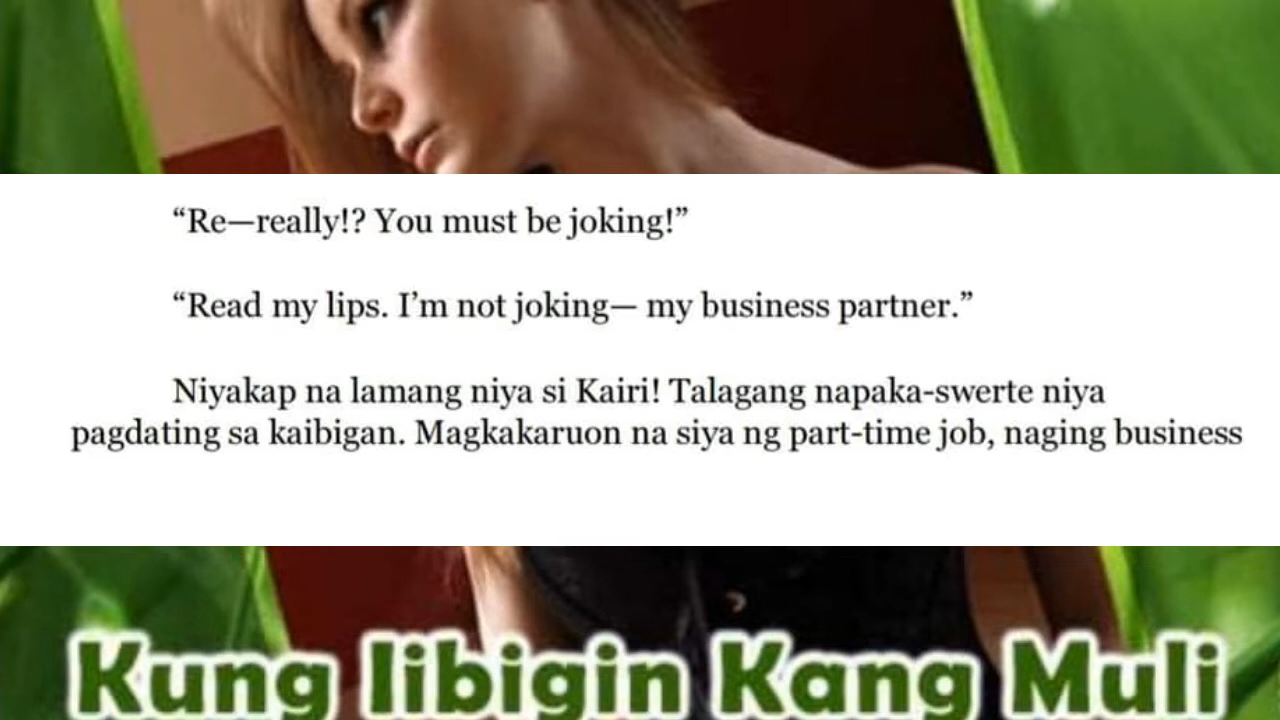 “Re—really!? You must be joking!”
“Read my lips. I’m not joking— my business partner.”
Niyakap na lamang niya si Kairi! Talagang napaka-swerte niya
pagdating sa kaibigan. Magkakaruon na siya ng part-time job, naging business
Kung Iibigin Kang Muli